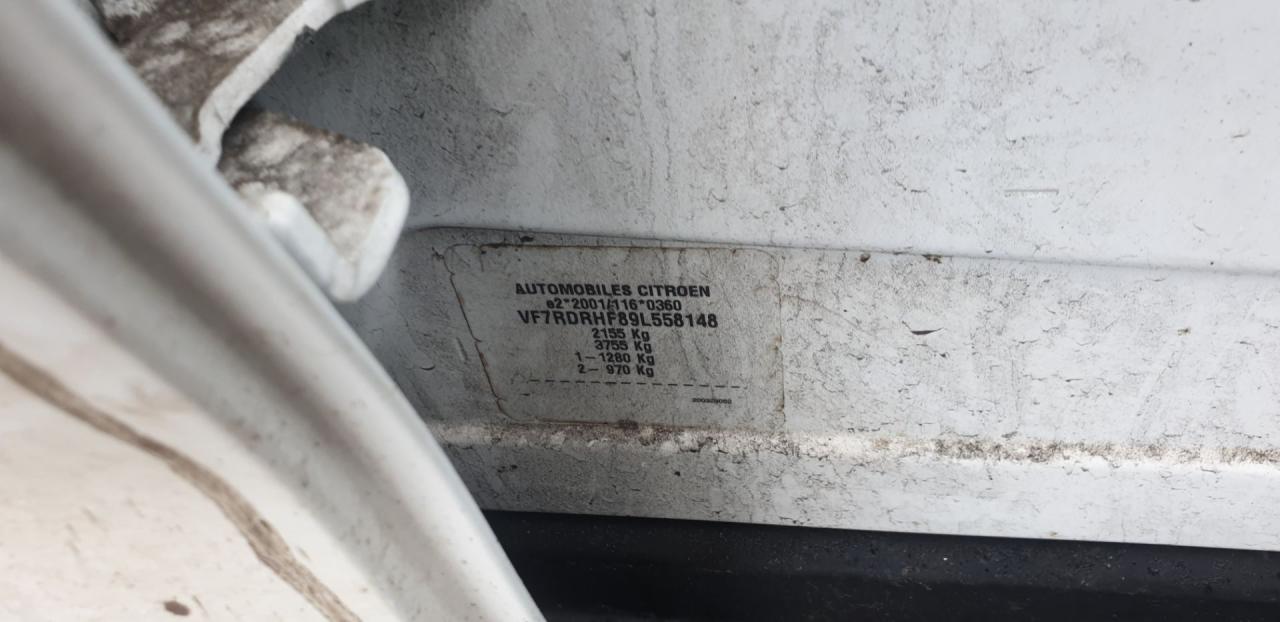 AUTOMOBILES CITROEN
e2*2001/116*0360
VF7RDRHF89L558148
2155 Kg
3755 Kg
1-1280 Kg
2- 970 Kg